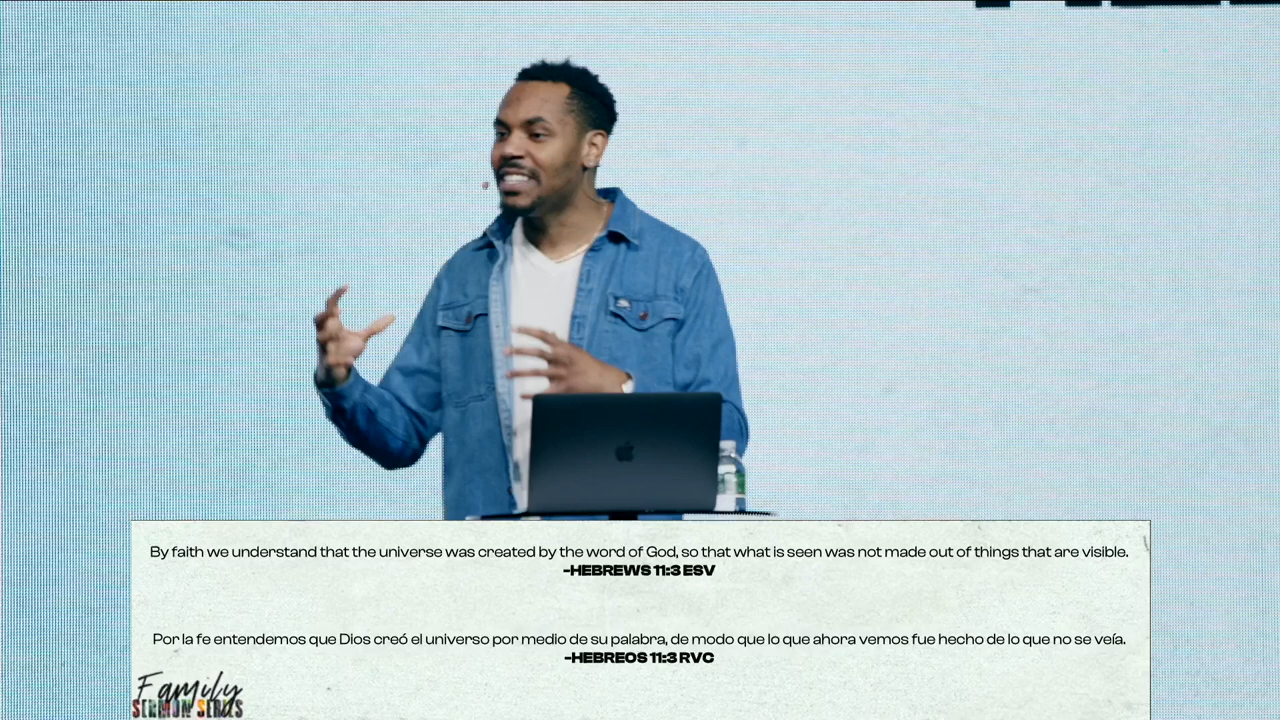 By faith we understand that the universe was created by the word of God, so that what is seen was not made out of things that are visible.
-HEBREWS 11:3 ESV
Por la fe entendemos que Dios creó el universo por medio de su palabra, de modo que lo que ahora vemos fue hecho de lo que no se veía.
-HEBREOS 11:3 RVC
Family
SERMON SERIES